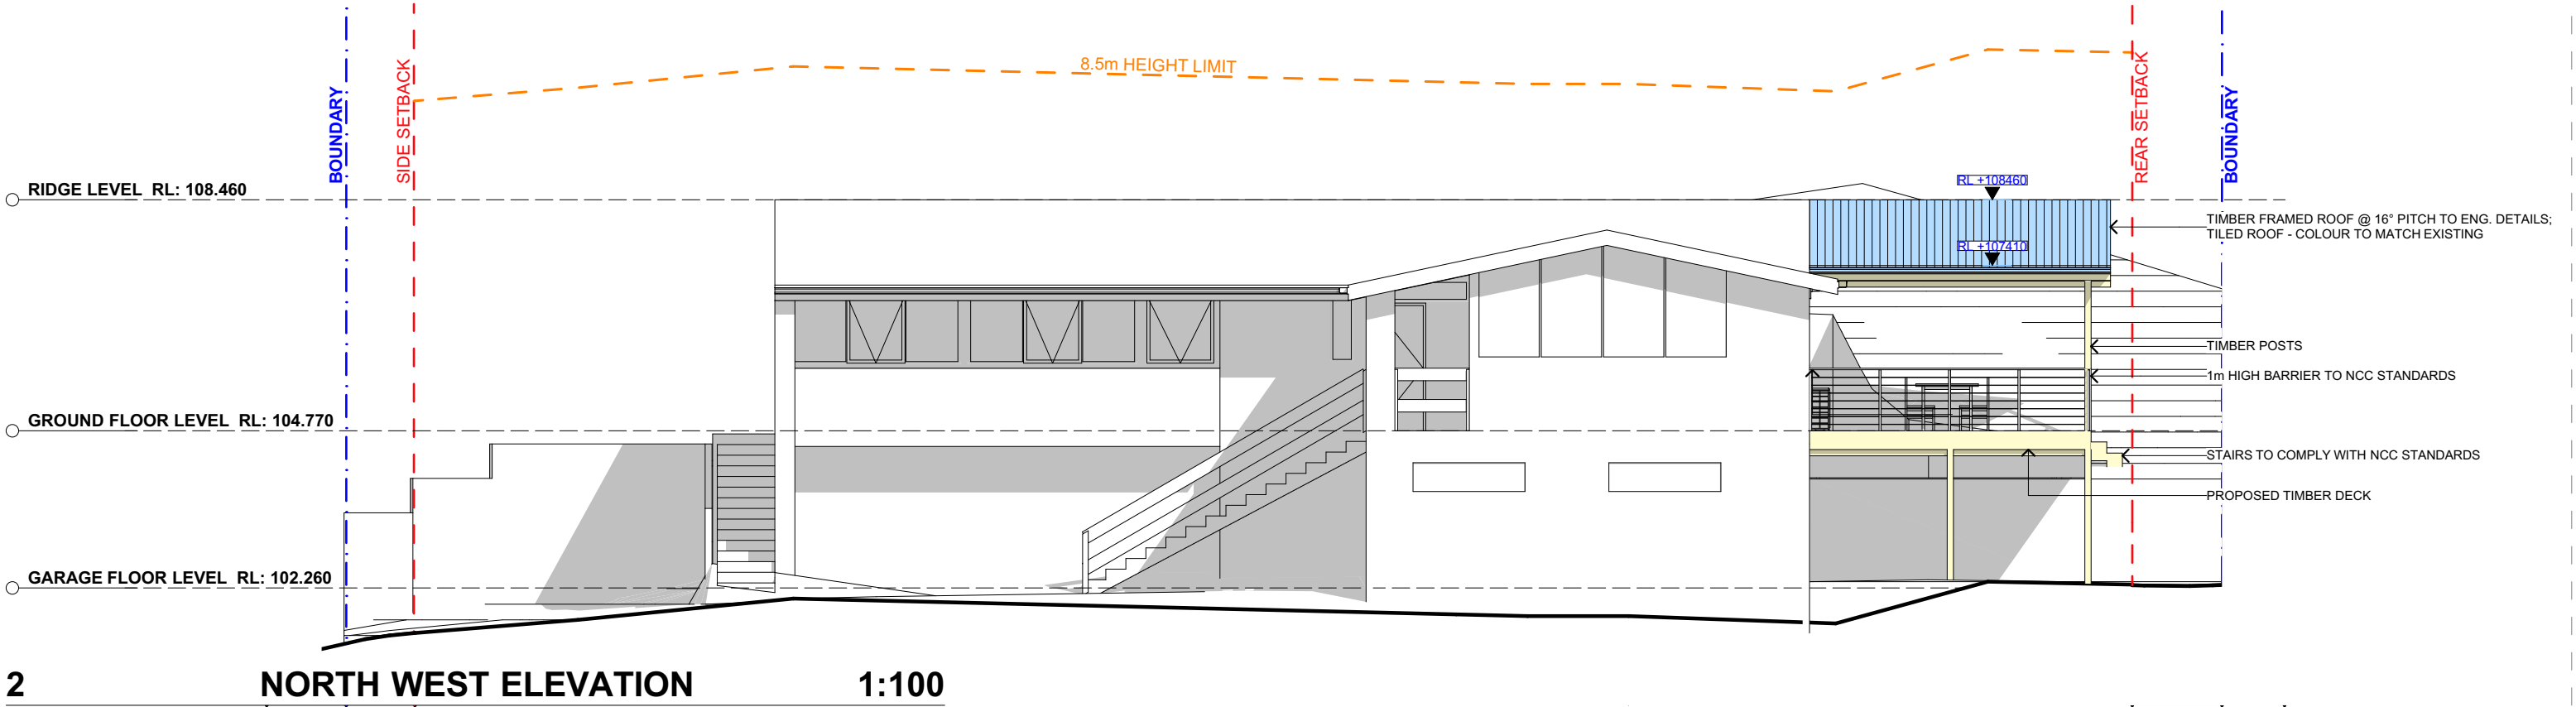 8.5m HEIGHT LIMIT
BOUNDARY
SIDE SETBACK
REAR SETBACK
BOUNDARY
RIDGE LEVEL RL: 108.460
RL +108460
TIMBER FRAMED ROOF @ 16° PITCH TO ENG. DETAILS;
TILED ROOF - COLOUR TO MATCH EXISTING
RL +107410
TIMBER POSTS
1m HIGH BARRIER TO NCC STANDARDS
GROUND FLOOR LEVEL RL: 104.770
STAIRS TO COMPLY WITH NCC STANDARDS
PROPOSED TIMBER DECK
GARAGE FLOOR LEVEL RL: 102.260
2 NORTH WEST ELEVATION 1:100